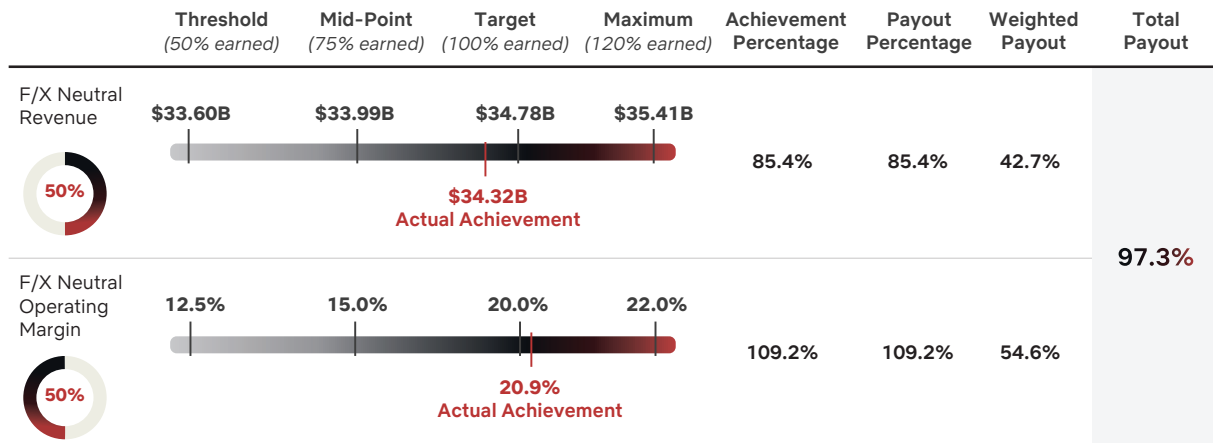 Threshold Mid-Point Target Maximum Achievement Payout Weighted Total
(50% earned) (75% earned) (100% earned) (120% earned) Percentage Percentage Payout Payout
F/X Neutral
Revenue
$33.60B $33.99B $34.78B $35.41B
50%
$34.32B
Actual Achievement
85.4% 85.4% 42.7%
97.3%
F/X Neutral
Operating
Margin
12.5% 15.0% 20.0% 22.0%
50%
20.9%
Actual Achievement
109.2% 109.2% 54.6%